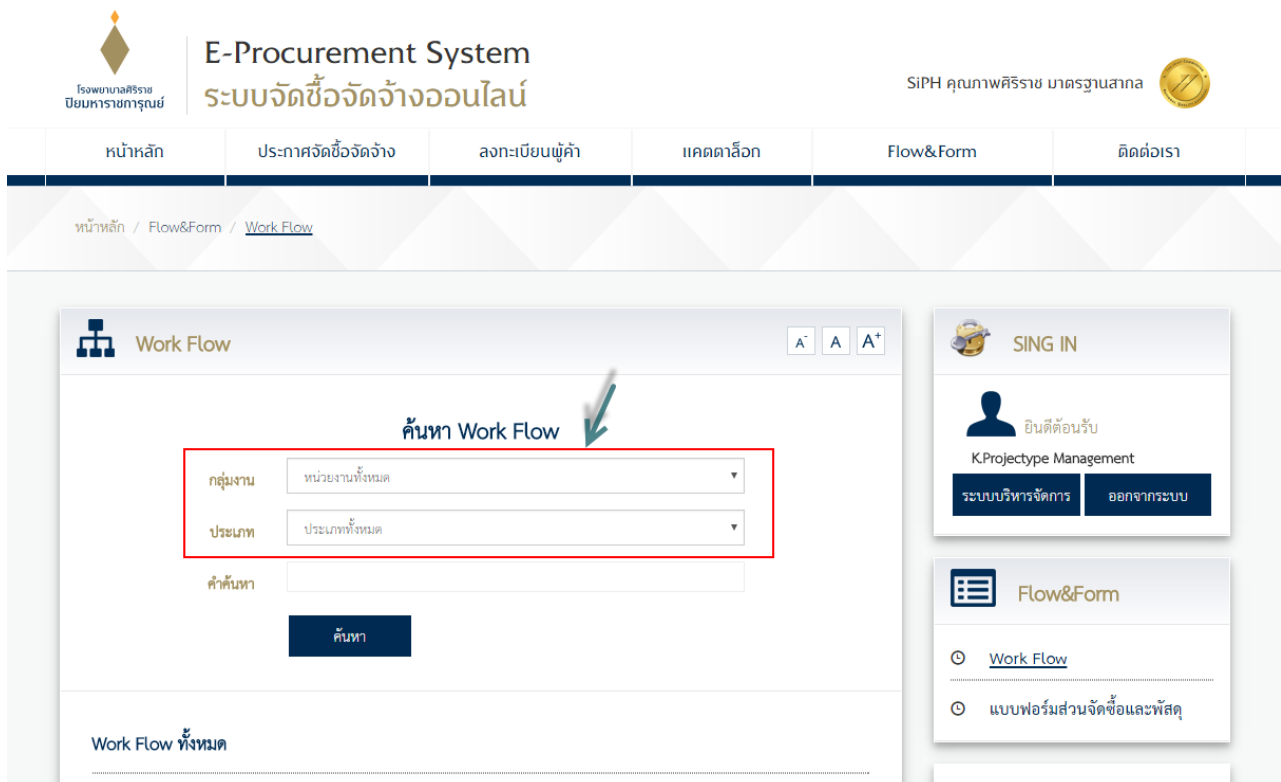 โรงพยาบาลศิริราช
ปิยมหาราชการุณย์
E-Procurement System
ระบบจัดซื้อจัดจ้างออนไลน์
SiPH คุณภาพศิริราช มาตรฐานสากล
หน้าหลัก ประกาศจัดซื้อจัดจ้าง ลงทะเบียนผู้ค้า แคตตาล็อก Flow&Form ติดต่อเรา
หน้าหลัก / Flow&Form / Work Flow
Work Flow
A- A A+
ค้นหา Work Flow
กลุ่มงาน หน่วยงานทั้งหมด
ประเภท ประเภททั้งหมด
คำค้นหา
ค้นหา
Work Flow ทั้งหมด
SING IN
ยินดีต้อนรับ
K.Projectype Management
ระบบบริหารจัดการ ออกจากระบบ
Flow&Form
Work Flow
แบบฟอร์มส่วนจัดซื้อและพัสดุ